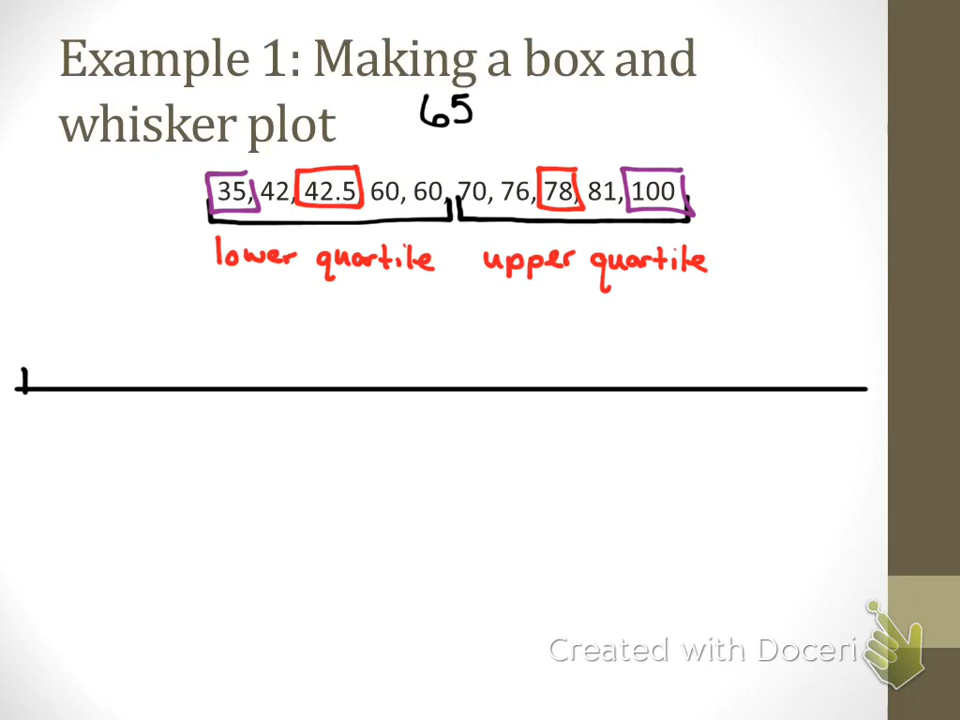 Example 1: Making a box and
whisker plot
65
35, 42, 42.5, 60, 60, 70, 76, 78, 81, 100
lower quartile
upper quartile
Created with Doceri